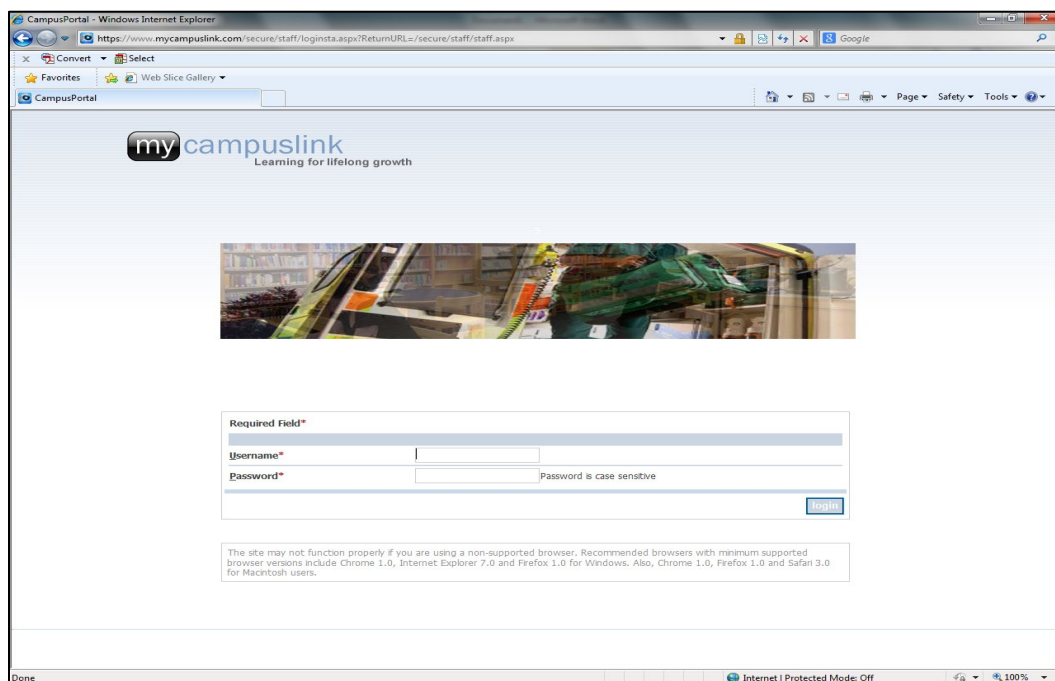 CampusPortal - Windows Internet Explorer
https://www.mycampuslink.com/secure/staff/loginsta.aspx?ReturnURL=/secure/staff/staff.aspx
Google
x Convert Select
Favorites Web Slice Gallery
CampusPortal
Page Safety Tools
my campuslink
Learning for lifelong growth
Required Field*
Username*
Password* Password is case sensitive
login
The site may not function properly if you are using a non-supported browser. Recommended browsers with minimum supported
browser versions include Chrome 1.0, Internet Explorer 7.0 and Firefox 1.0 for Windows. Also, Chrome 1.0, Firefox 1.0 and Safari 3.0
for Macintosh users.
Done Internet | Protected Mode: Off 100%